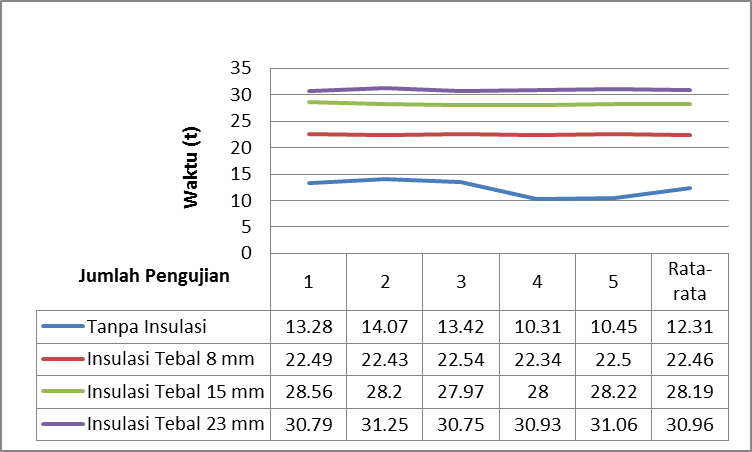 35
30
25
20
15
10
5
0
Waktu (t)
Jumlah Pengujian 1 2 3 4 5 Rata-
rata
Tanpa Insulasi 13.28 14.07 13.42 10.31 10.45 12.31
Insulasi Tebal 8 mm 22.49 22.43 22.54 22.34 22.5 22.46
Insulasi Tebal 15 mm 28.56 28.2 27.97 28 28.22 28.19
Insulasi Tebal 23 mm 30.79 31.25 30.75 30.93 31.06 30.96